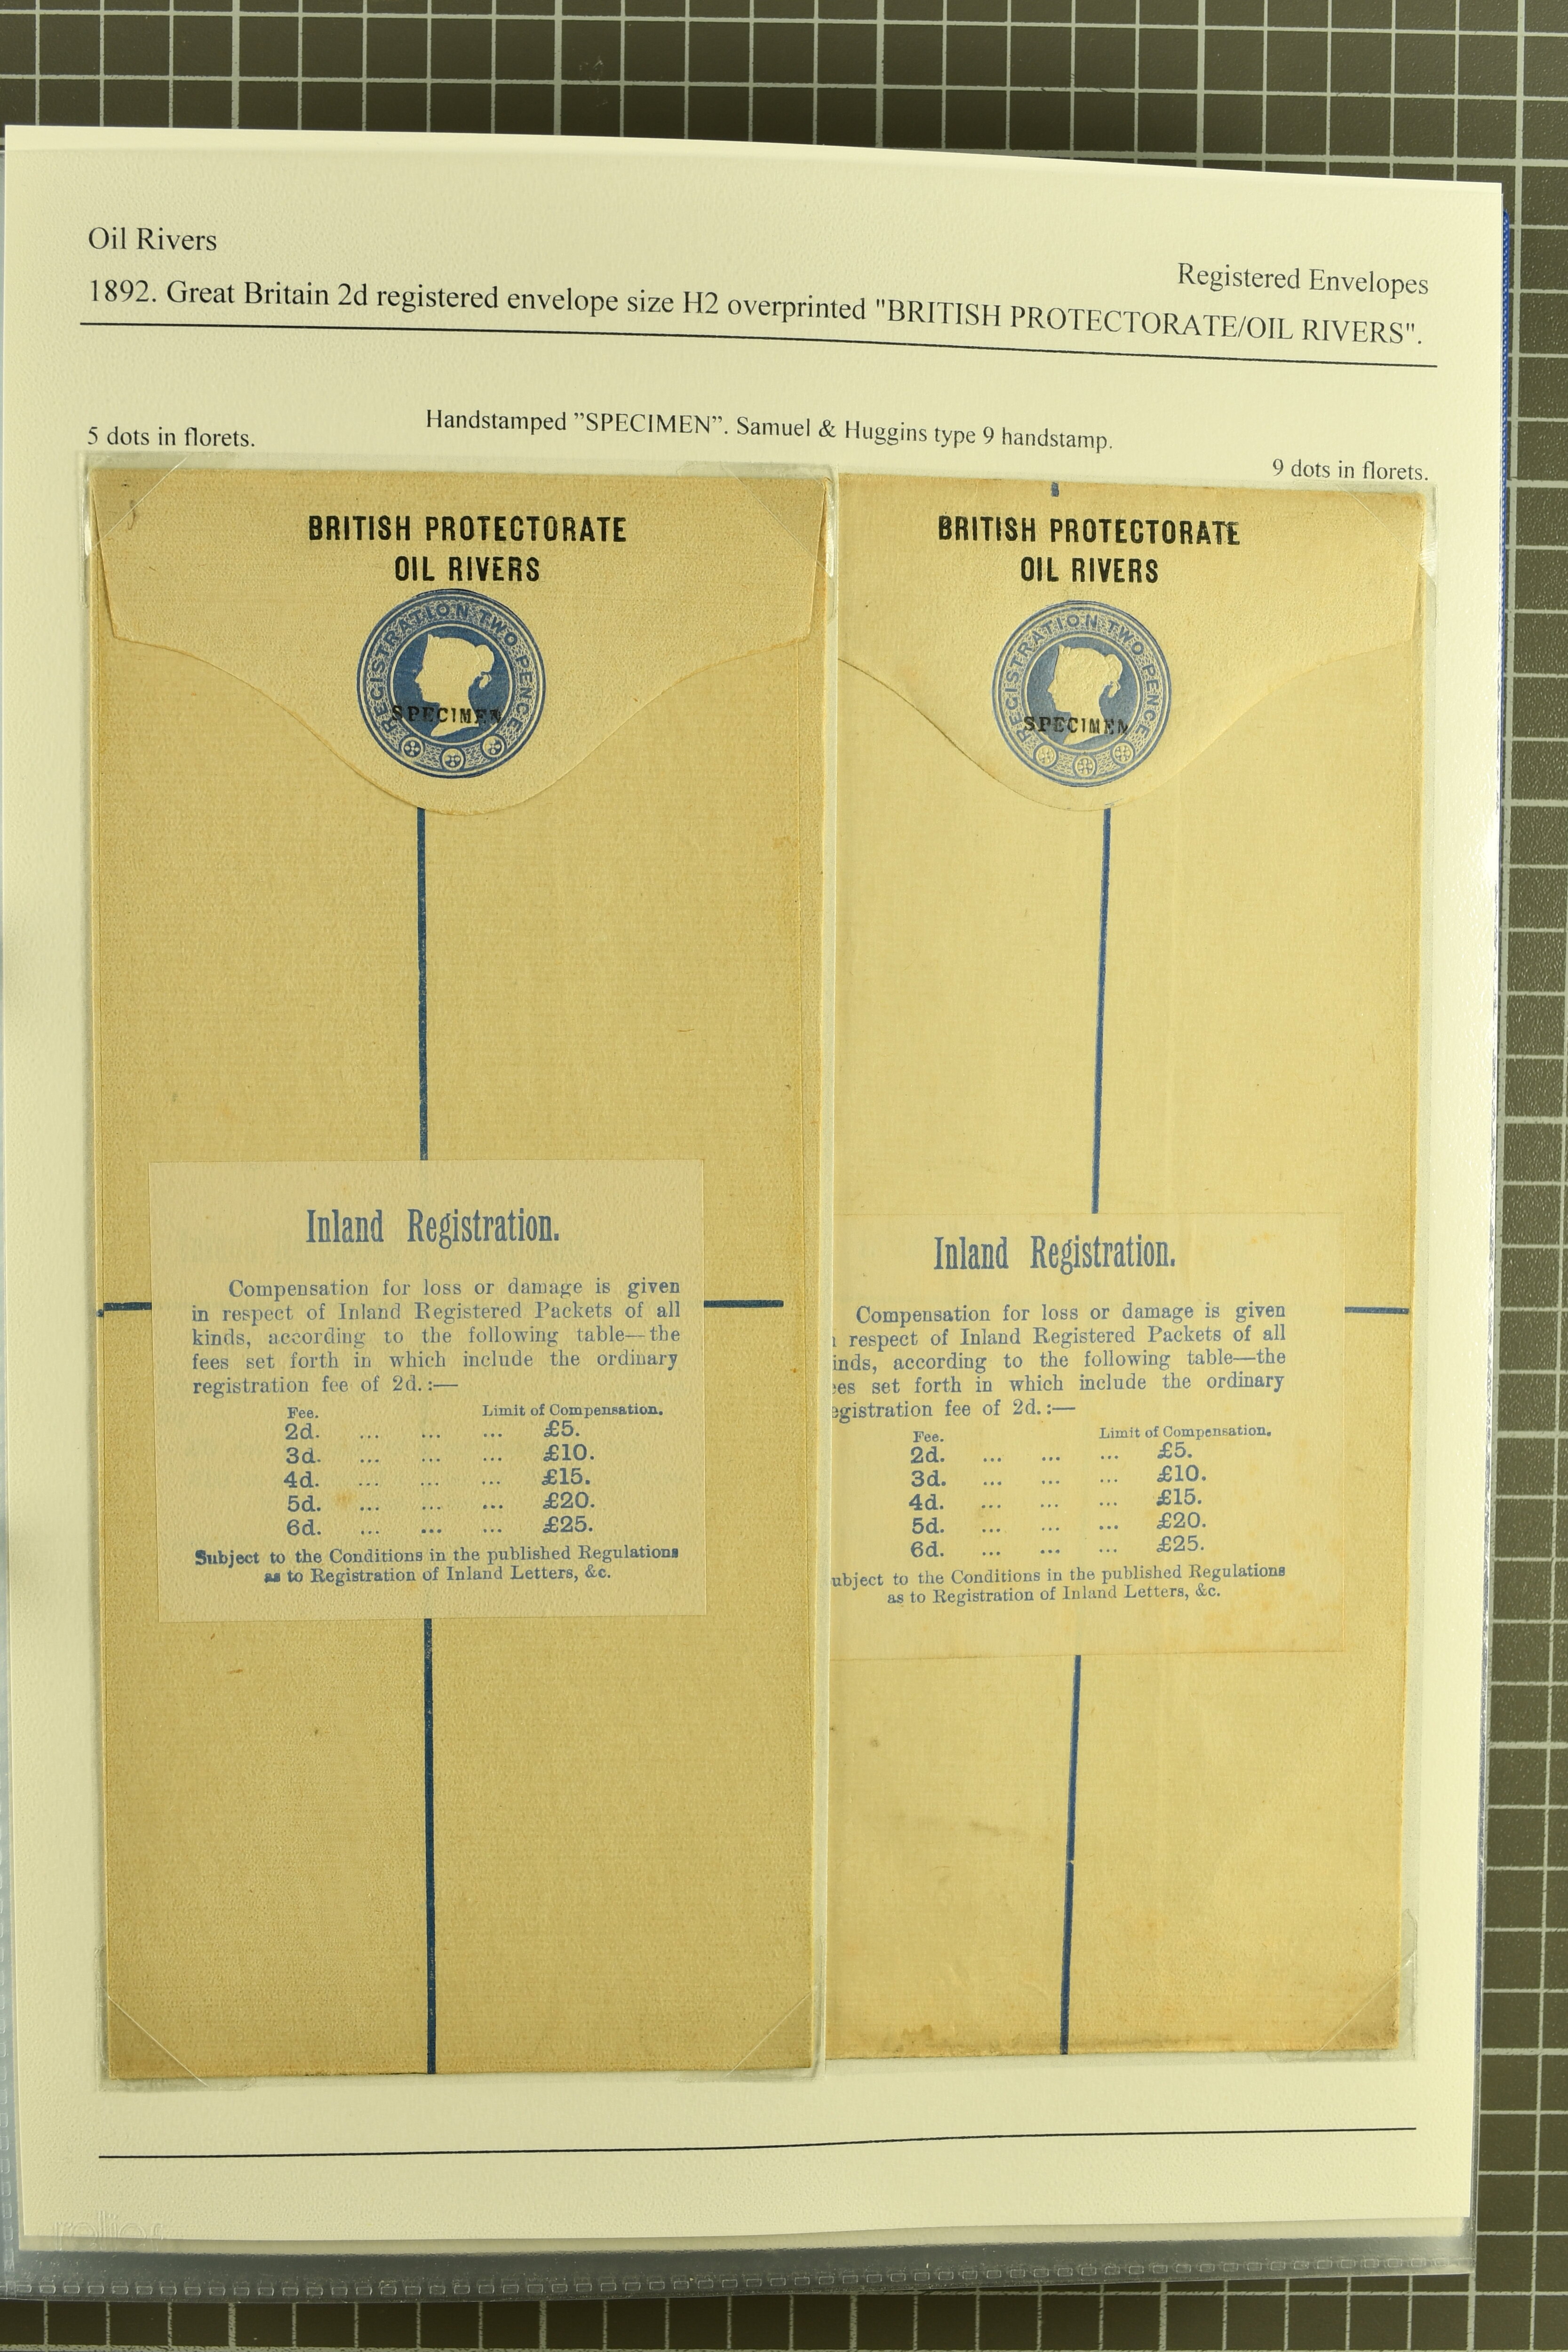 Oil Rivers
Registered Envelopes
1892. Great Britain 2d registered envelope size H2 overprinted "BRITISH PROTECTORATE/OIL RIVERS".
Handstamped ”SPECIMEN”. Samuel & Huggins type 9 handstamp.
5 dots in florets.
9 dots in florets.
BRITISH PROTECTORATE
OIL RIVERS
REGISTRATION TWO PENCE
SPECIMEN
Inland Registration.
Compensation for loss or damage is given
in respect of Inland Registered Packets of all
kinds, according to the following table—the
fees set forth in which include the ordinary
registration fee of 2d.:—
Fee. Limit of Compensation.
2d. ... ... ... £5.
3d. ... ... ... £10.
4d. ... ... ... £15.
5d. ... ... ... £20.
6d. ... ... ... £25.
Subject to the Conditions in the published Regulations
as to Registration of Inland Letters, &c.
BRITISH PROTECTORATE
OIL RIVERS
REGISTRATION TWO PENCE
SPECIMEN
Inland Registration.
Compensation for loss or damage is given
respect of Inland Registered Packets of all
inds, according to the following table—the
es set forth in which include the ordinary
egistration fee of 2d.:—
Fee. Limit of Compensation.
2d. ... ... ... £5.
3d. ... ... ... £10.
4d. ... ... ... £15.
5d. ... ... ... £20.
6d. ... ... ... £25.
ubject to the Conditions in the published Regulations
as to Registration of Inland Letters, &c.